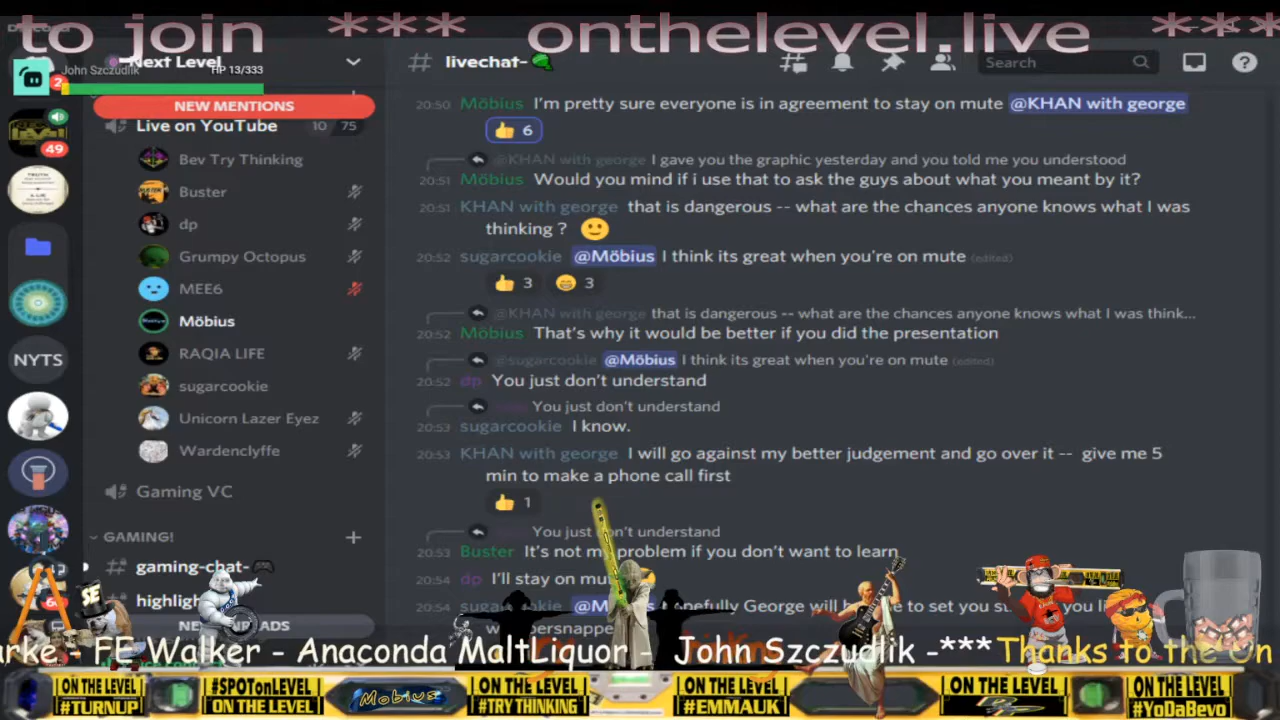 to join *** onthelevel.live ***
John Szczudlik HP 13/333
Next Level
2
NEW MENTIONS
Live on YouTube 10 75
49
Bev Try Thinking
Buster
dp
Grumpy Octopus
MEE6
Möbius
RAQIA LIFE
NYTS
sugarcookie
Unicorn Lazer Eyez
Wardenclyffe
Gaming VC
GAMING!
gaming-chat-
highligh
# livechat-
Search
20:50 Möbius I'm pretty sure everyone is in agreement to stay on mute @KHAN with george
6
@KHAN with george I gave you the graphic yesterday and you told me you understood
20:51 Möbius Would you mind if i use that to ask the guys about what you meant by it?
20:51 KHAN with george that is dangerous -- what are the chances anyone knows what I was
thinking ?
20:52 sugarcookie @Möbius I think its great when you're on mute (edited)
3 3
@KHAN with george that is dangerous -- what are the chances anyone knows what I was think...
20:52 Möbius That's why it would be better if you did the presentation
@sugarcookie @Möbius I think its great when you're on mute (edited)
20:52 dp You just don't understand
You just don't understand
20:53 sugarcookie I know.
20:53 KHAN with george I will go against my better judgement and go over it -- give me 5
min to make a phone call first
1
You just don't understand
20:53 Buster It's not my problem if you don't want to learn
20:54 dp I'll stay on mu
20:54
arke - FE Walker - Anaconda MaltLiquor - John Szczudlik -***Thanks to the On
ON THE LEVEL #TURNUP
#SPOTonLEVEL ON THE LEVEL
Mobius
ON THE LEVEL #TRY THINKING
ON THE LEVEL #EMMAUK
ON THE LEVEL
ON THE LEVEL #YoDaBevo